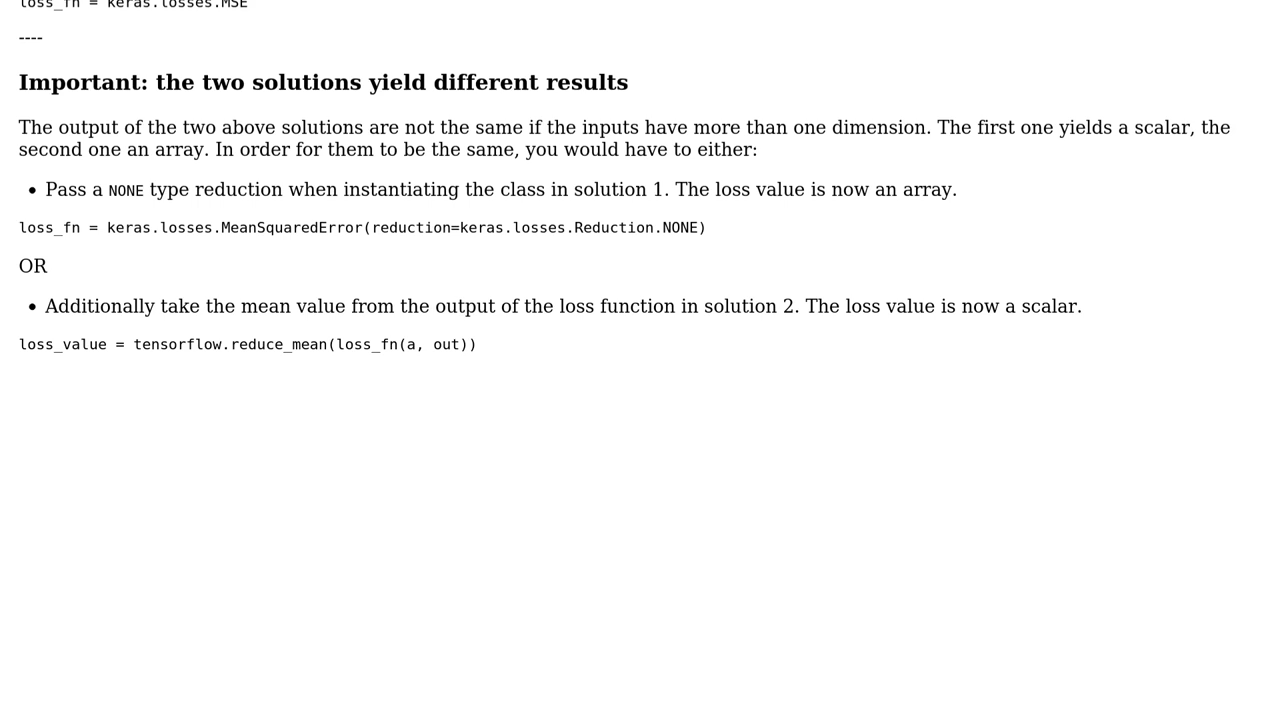 loss_fn = keras.losses.MSE
----
Important: the two solutions yield different results
The output of the two above solutions are not the same if the inputs have more than one dimension. The first one yields a scalar, the
second one an array. In order for them to be the same, you would have to either:
• Pass a NONE type reduction when instantiating the class in solution 1. The loss value is now an array.
loss_fn = keras.losses.MeanSquaredError(reduction=keras.losses.Reduction.NONE)
OR
• Additionally take the mean value from the output of the loss function in solution 2. The loss value is now a scalar.
loss_value = tensorflow.reduce_mean(loss_fn(a, out))